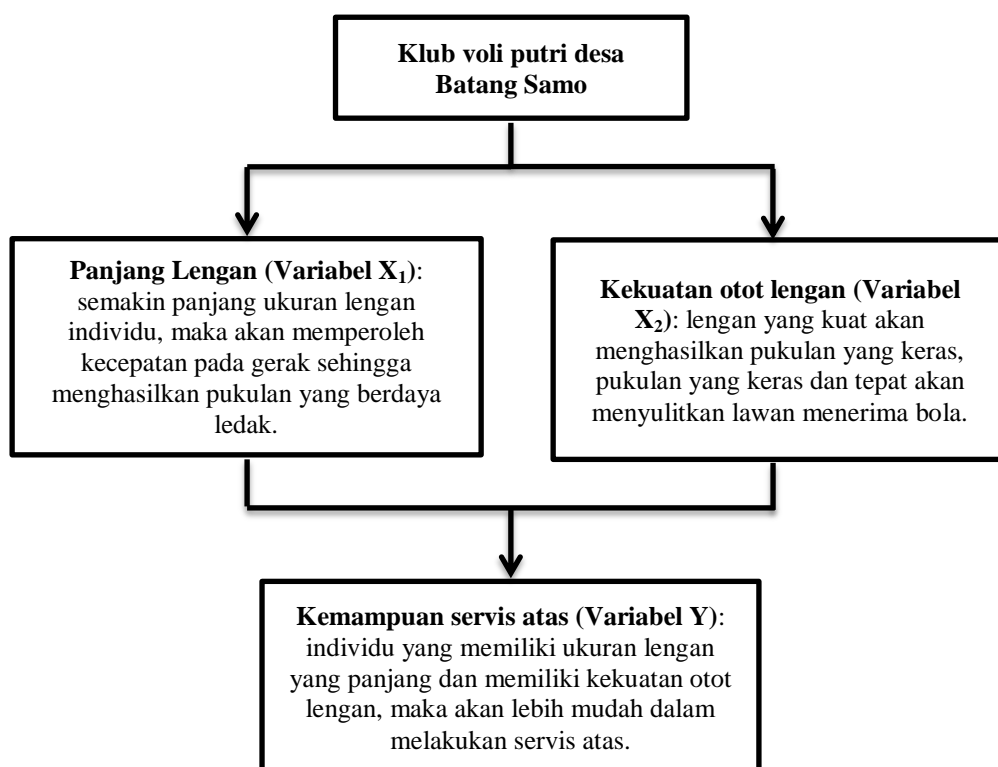 Klub voli putri desa
Batang Samo
Panjang Lengan (Variabel X₁):
semakin panjang ukuran lengan
individu, maka akan memperoleh
kecepatan pada gerak sehingga
menghasilkan pukulan yang berdaya
ledak.
Kekuatan otot lengan (Variabel
X₂): lengan yang kuat akan
menghasilkan pukulan yang keras,
pukulan yang keras dan tepat akan
menyulitkan lawan menerima bola.
Kemampuan servis atas (Variabel Y):
individu yang memiliki ukuran lengan
yang panjang dan memiliki kekuatan otot
lengan, maka akan lebih mudah dalam
melakukan servis atas.